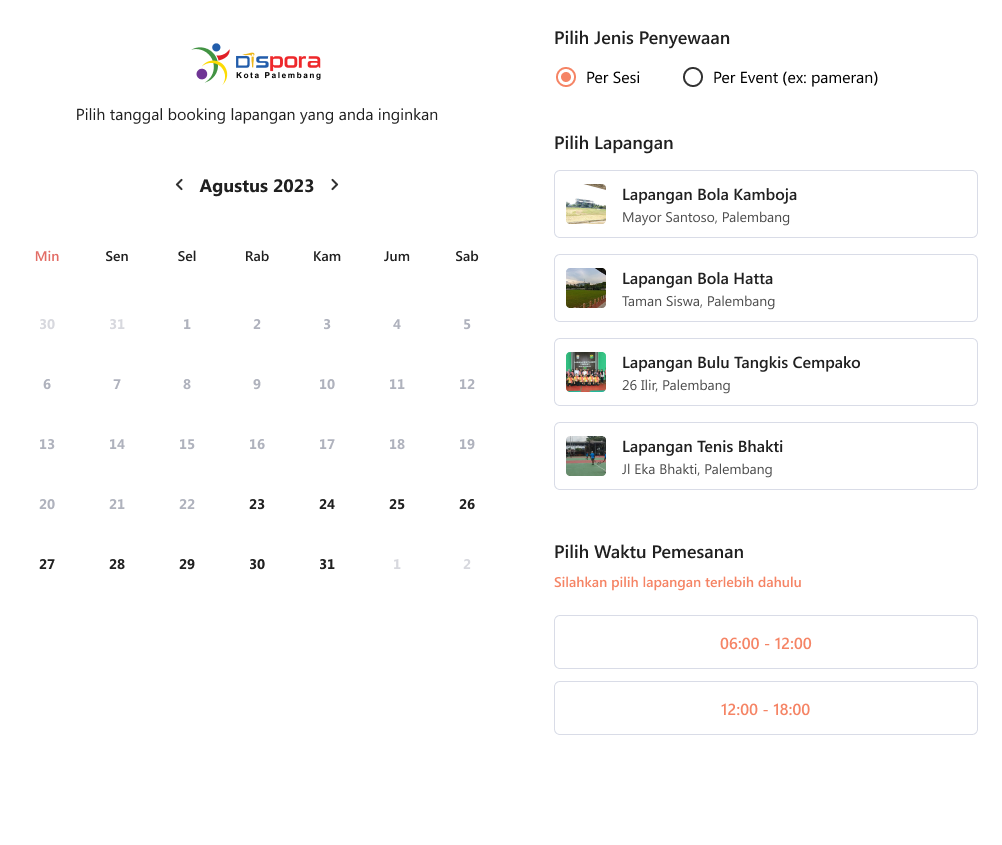 Dispora
Kota Palembang
Pilih tanggal booking lapangan yang anda inginkan
Agustus 2023
Min Sen Sel Rab Kam Jum Sab
30 31 1 2 3 4 5
6 7 8 9 10 11 12
13 14 15 16 17 18 19
20 21 22 23 24 25 26
27 28 29 30 31 1 2
Pilih Jenis Penyewaan
Per Sesi Per Event (ex: pameran)
Pilih Lapangan
Lapangan Bola Kamboja
Mayor Santoso, Palembang
Lapangan Bola Hatta
Taman Siswa, Palembang
Lapangan Bulu Tangkis Cempako
26 Ilir, Palembang
Lapangan Tenis Bhakti
Jl Eka Bhakti, Palembang
Pilih Waktu Pemesanan
Silahkan pilih lapangan terlebih dahulu
06:00 - 12:00
12:00 - 18:00